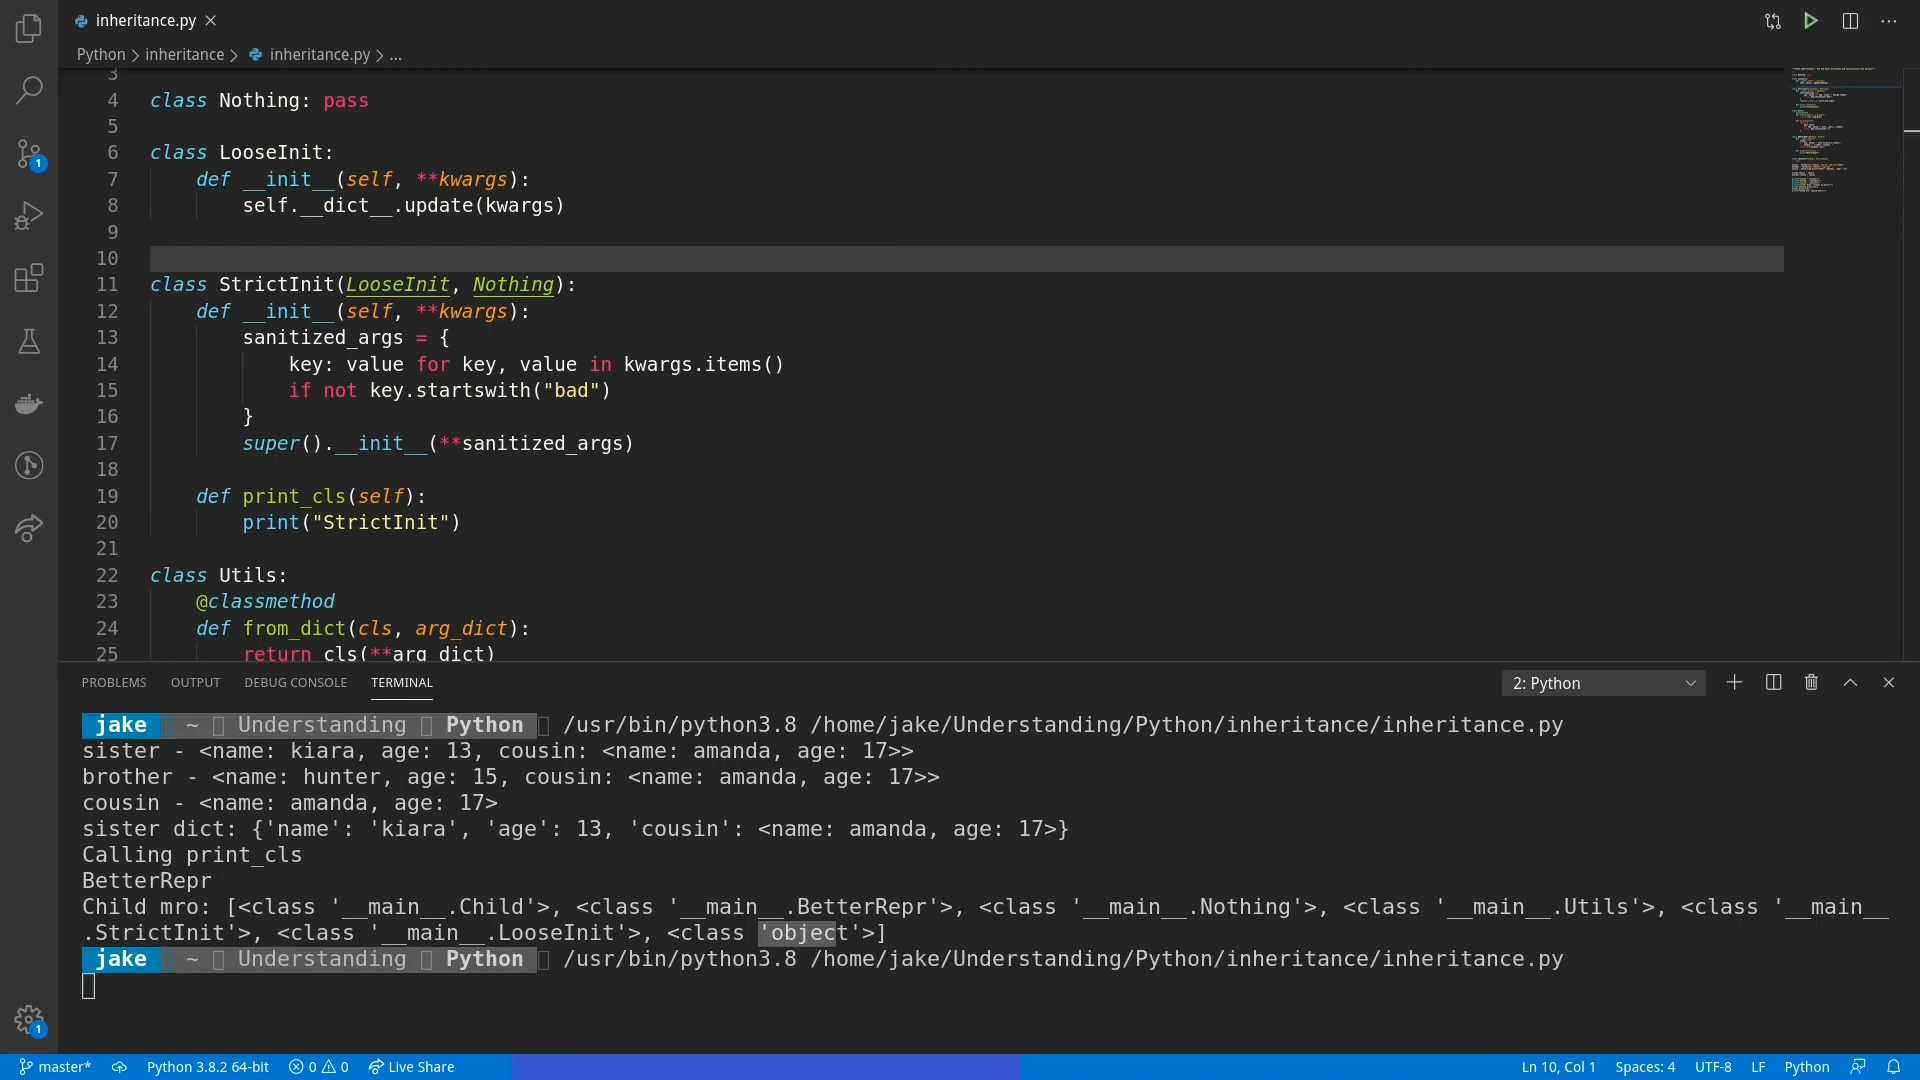 inheritance.py
Python > inheritance > inheritance.py > ...
3
4 class Nothing: pass
5
6 class LooseInit:
7     def __init__(self, **kwargs):
8         self.__dict__.update(kwargs)
9
10
11 class StrictInit(LooseInit, Nothing):
12     def __init__(self, **kwargs):
13         sanitized_args = {
14             key: value for key, value in kwargs.items()
15             if not key.startswith("bad")
16         }
17         super().__init__(**sanitized_args)
18
19     def print_cls(self):
20         print("StrictInit")
21
22 class Utils:
23     @classmethod
24     def from_dict(cls, arg_dict):
25         return cls(**arg_dict)
PROBLEMS OUTPUT DEBUG CONSOLE TERMINAL 2: Python
jake ~ Understanding Python /usr/bin/python3.8 /home/jake/Understanding/Python/inheritance/inheritance.py
sister - <name: kiara, age: 13, cousin: <name: amanda, age: 17>>
brother - <name: hunter, age: 15, cousin: <name: amanda, age: 17>>
cousin - <name: amanda, age: 17>
sister dict: {'name': 'kiara', 'age': 13, 'cousin': <name: amanda, age: 17>}
Calling print_cls
BetterRepr
Child mro: [<class '__main__.Child'>, <class '__main__.BetterRepr'>, <class '__main__.Nothing'>, <class '__main__.Utils'>, <class '__main__
.StrictInit'>, <class '__main__.LooseInit'>, <class 'object'>]
jake ~ Understanding Python /usr/bin/python3.8 /home/jake/Understanding/Python/inheritance/inheritance.py
1
1
master* Python 3.8.2 64-bit 0 0 Live Share Ln 10, Col 1 Spaces: 4 UTF-8 LF Python